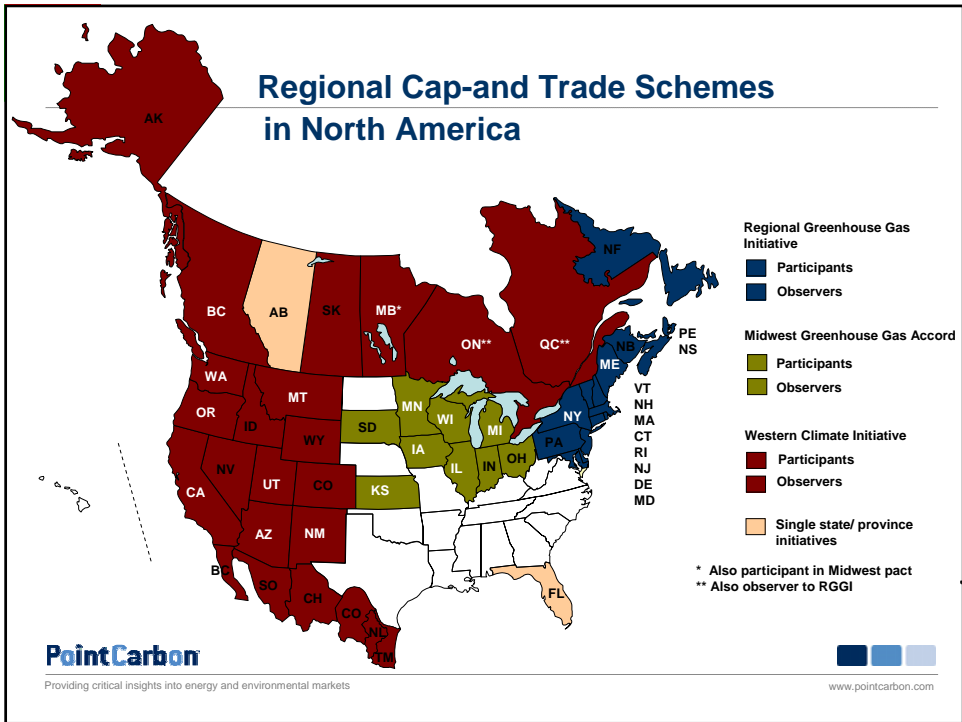 Regional Cap-and Trade Schemes
in North America
AK
NF
BC
AB
SK
MB*
ON**
QC**
NB
PE
NS
ME
WA
MT
OR
ID
WY
SD
MN
WI
MI
NY
PA
VT
NH
MA
CT
RI
NJ
DE
MD
IA
IL
IN
OH
NV
UT
CO
KS
CA
AZ
NM
BC
SO
CH
CO
NL
TM
FL
Regional Greenhouse Gas
Initiative
Participants
Observers
Midwest Greenhouse Gas Accord
Participants
Observers
Western Climate Initiative
Participants
Observers
Single state/ province
initiatives
* Also participant in Midwest pact
** Also observer to RGGI
PointCarbon
Providing critical insights into energy and environmental markets
www.pointcarbon.com